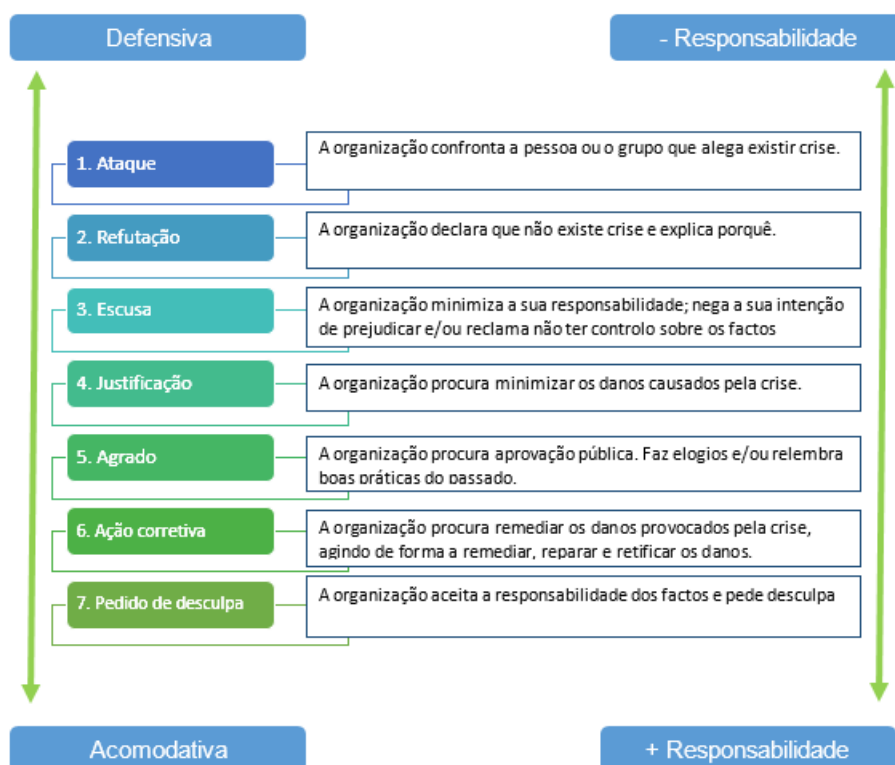 Defensiva
- Responsabilidade
1. Ataque
A organização confronta a pessoa ou o grupo que alega existir crise.
2. Refutação
A organização declara que não existe crise e explica porquê.
3. Escusa
A organização minimiza a sua responsabilidade; nega a sua intenção
de prejudicar e/ou reclama não ter controlo sobre os factos
4. Justificação
A organização procura minimizar os danos causados pela crise.
5. Agrado
A organização procura aprovação pública. Faz elogios e/ou relembra
boas práticas do passado.
6. Ação corretiva
A organização procura remediar os danos provocados pela crise,
agindo de forma a remediar, reparar e retificar os danos.
7. Pedido de desculpa
A organização aceita a responsabilidade dos factos e pede desculpa
Acomodativa
+ Responsabilidade